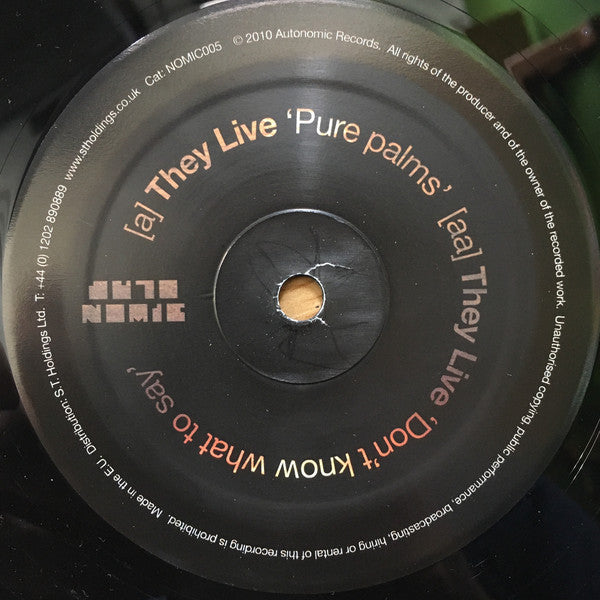 [a] They Live ‘Pure palms’ [aa] They Live ‘Don’t know what to say’
Made in the E.U. Distribution: S.T. Holdings Ltd. T: +44 (0) 1202 890889 www.stholdings.co.uk Cat: NOMIC005 © 2010 Autonomic Records. All rights of the producer and of the owner of the recorded work. Unauthorised copying, public performance, broadcasting, hiring or rental of this recording is prohibited.